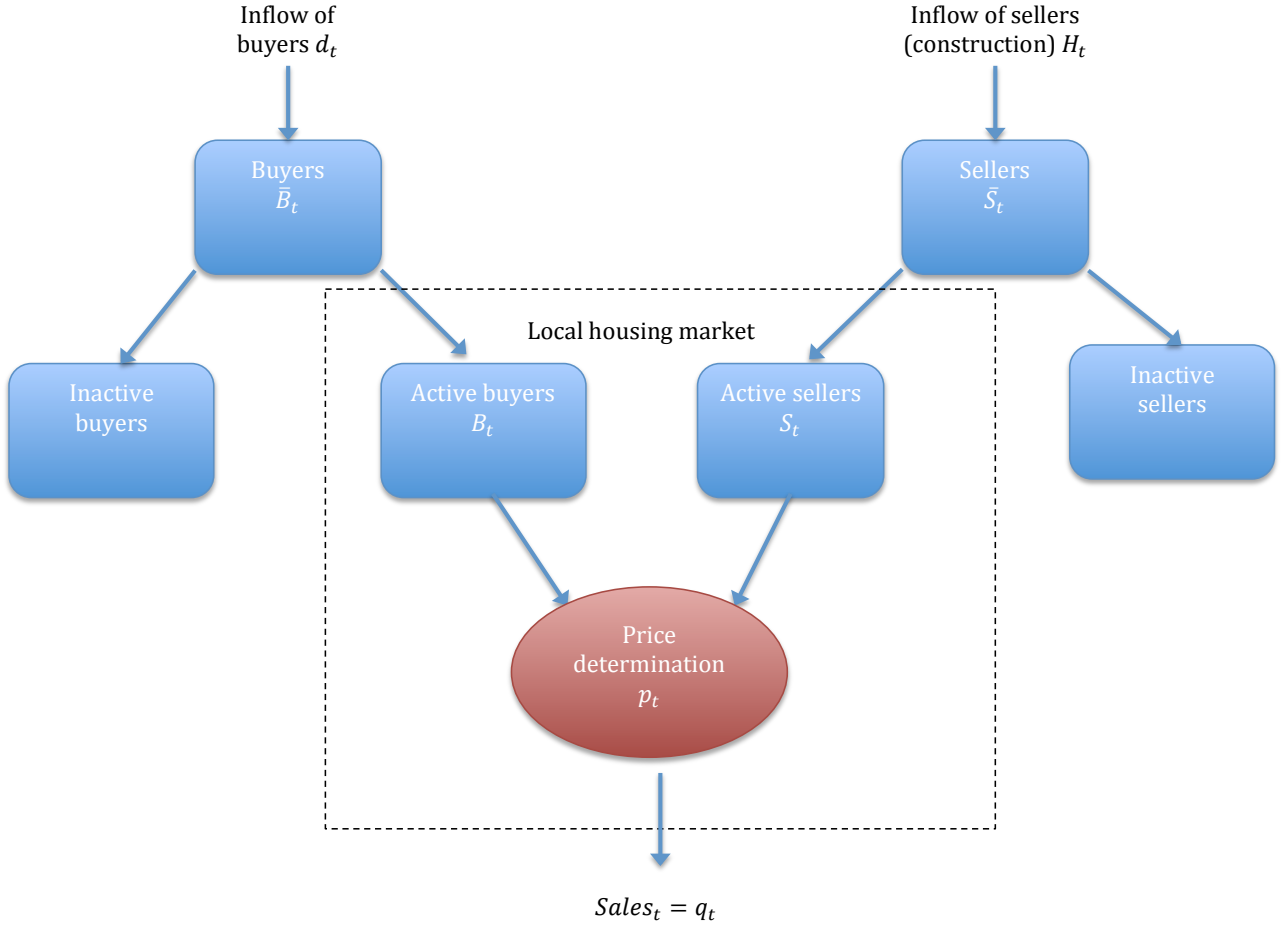 Inflow of
buyers d_t
Inflow of sellers
(construction) H_t
Buyers
B̄_t
Sellers
S̄_t
Local housing market
Inactive
buyers
Active buyers
B_t
Active sellers
S_t
Inactive
sellers
Price
determination
p_t
Sales_t = q_t